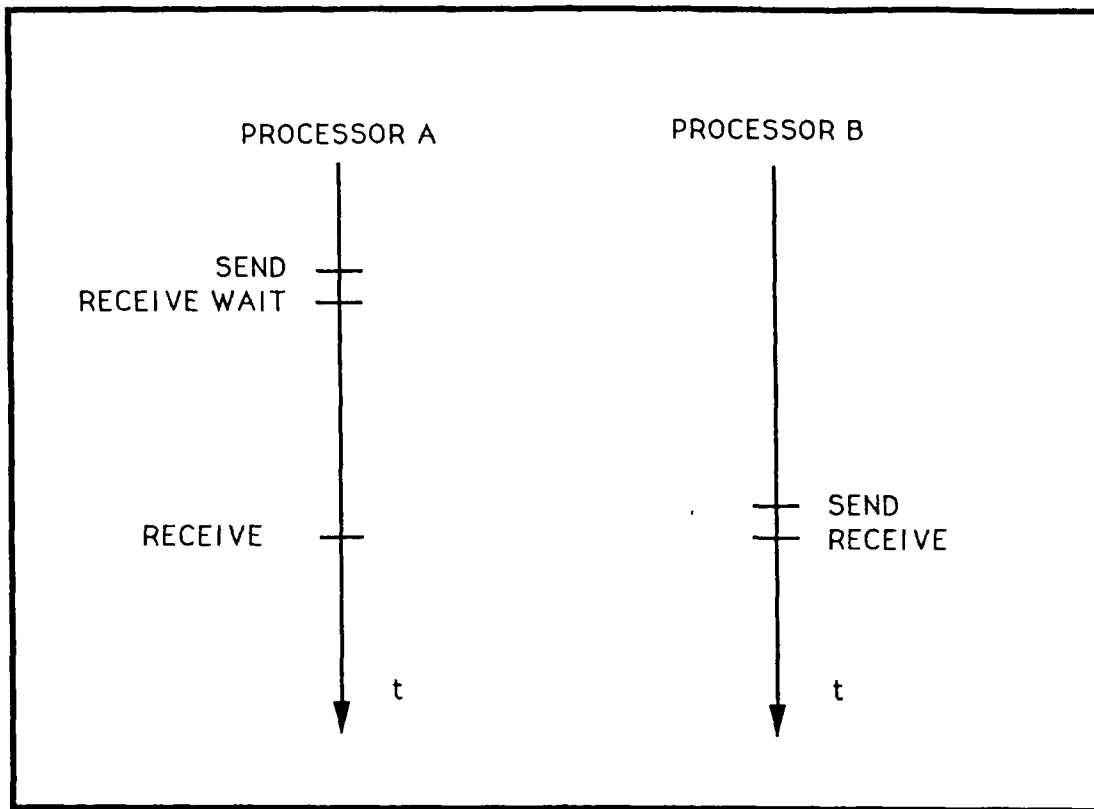 PROCESSOR A
PROCESSOR B
SEND
RECEIVE WAIT
RECEIVE
t
SEND
RECEIVE
t